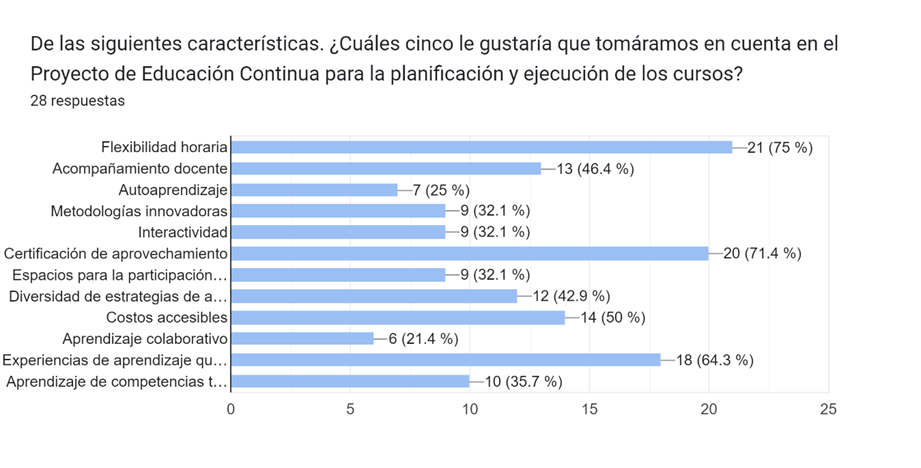 De las siguientes características. ¿Cuáles cinco le gustaría que tomáramos en cuenta en el
Proyecto de Educación Continua para la planificación y ejecución de los cursos?
28 respuestas
Flexibilidad horaria 21 (75 %)
Acompañamiento docente 13 (46.4 %)
Autoaprendizaje 7 (25 %)
Metodologías innovadoras 9 (32.1 %)
Interactividad 9 (32.1 %)
Certificación de aprovechamiento 20 (71.4 %)
Espacios para la participación… 9 (32.1 %)
Diversidad de estrategias de a… 12 (42.9 %)
Costos accesibles 14 (50 %)
Aprendizaje colaborativo 6 (21.4 %)
Experiencias de aprendizaje qu… 18 (64.3 %)
Aprendizaje de competencias t… 10 (35.7 %)
0 5 10 15 20 25